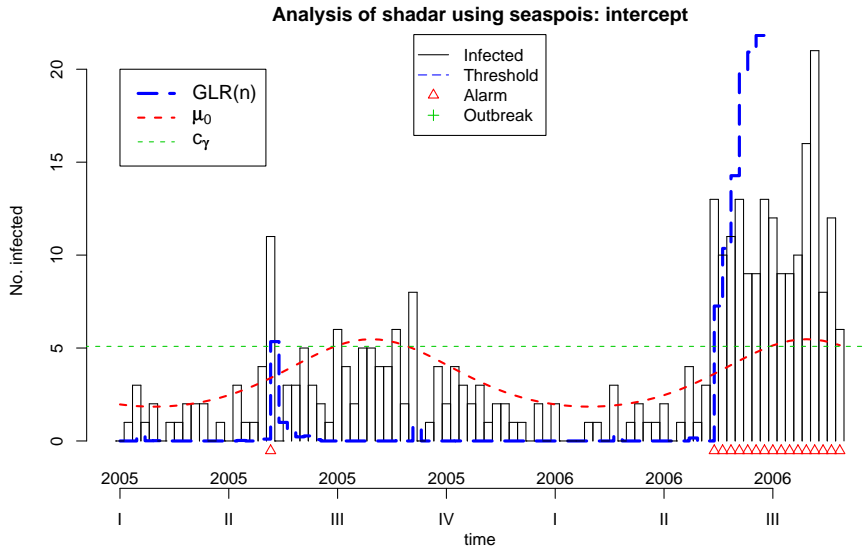 Analysis of shadar using seaspois: intercept
No. infected
20
15
10
5
0
GLR(n)
μ0
cγ
Infected
Threshold
Alarm
Outbreak
2005 2005 2005 2005 2006 2006 2006
I II III IV I II III
time